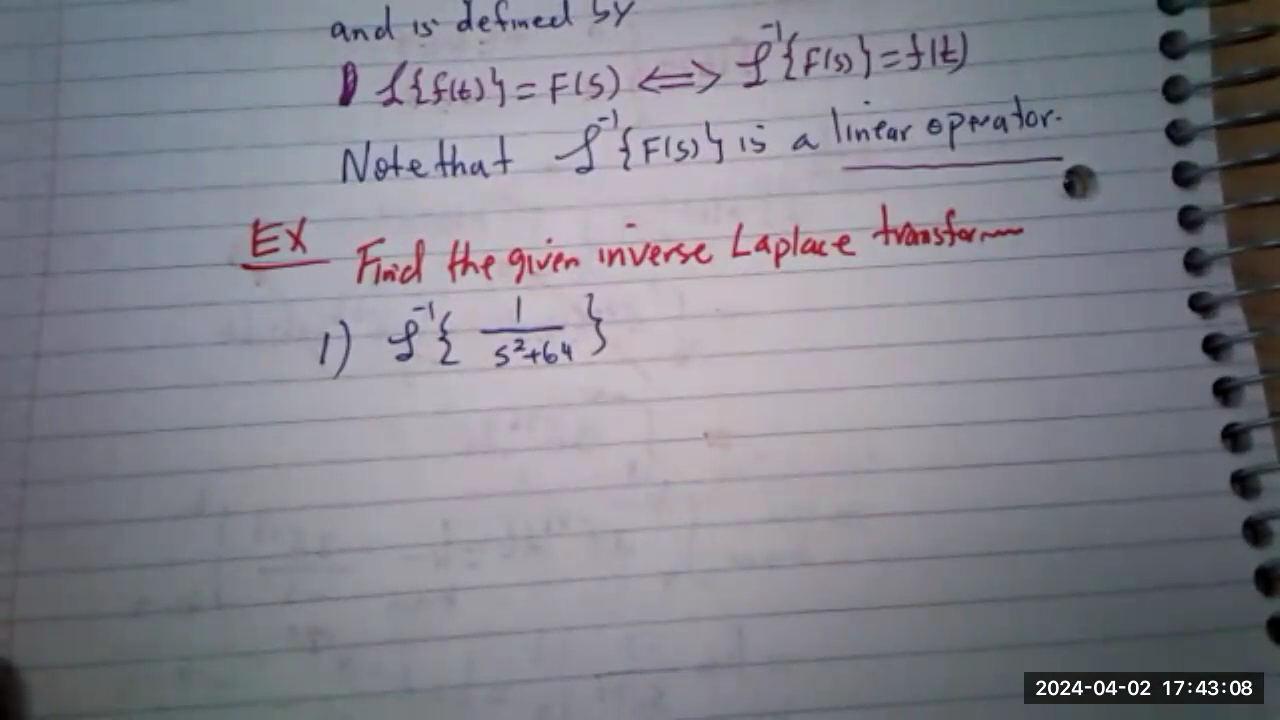 and is defined by
ℒ{f(t)} = F(s) ⟺ ℒ⁻¹{F(s)} = f(t)
Note that ℒ⁻¹{F(s)} is a linear operator.
EX Find the given inverse Laplace transform
1) ℒ⁻¹{ 1/(s²+64) }
2024-04-02 17:43:08